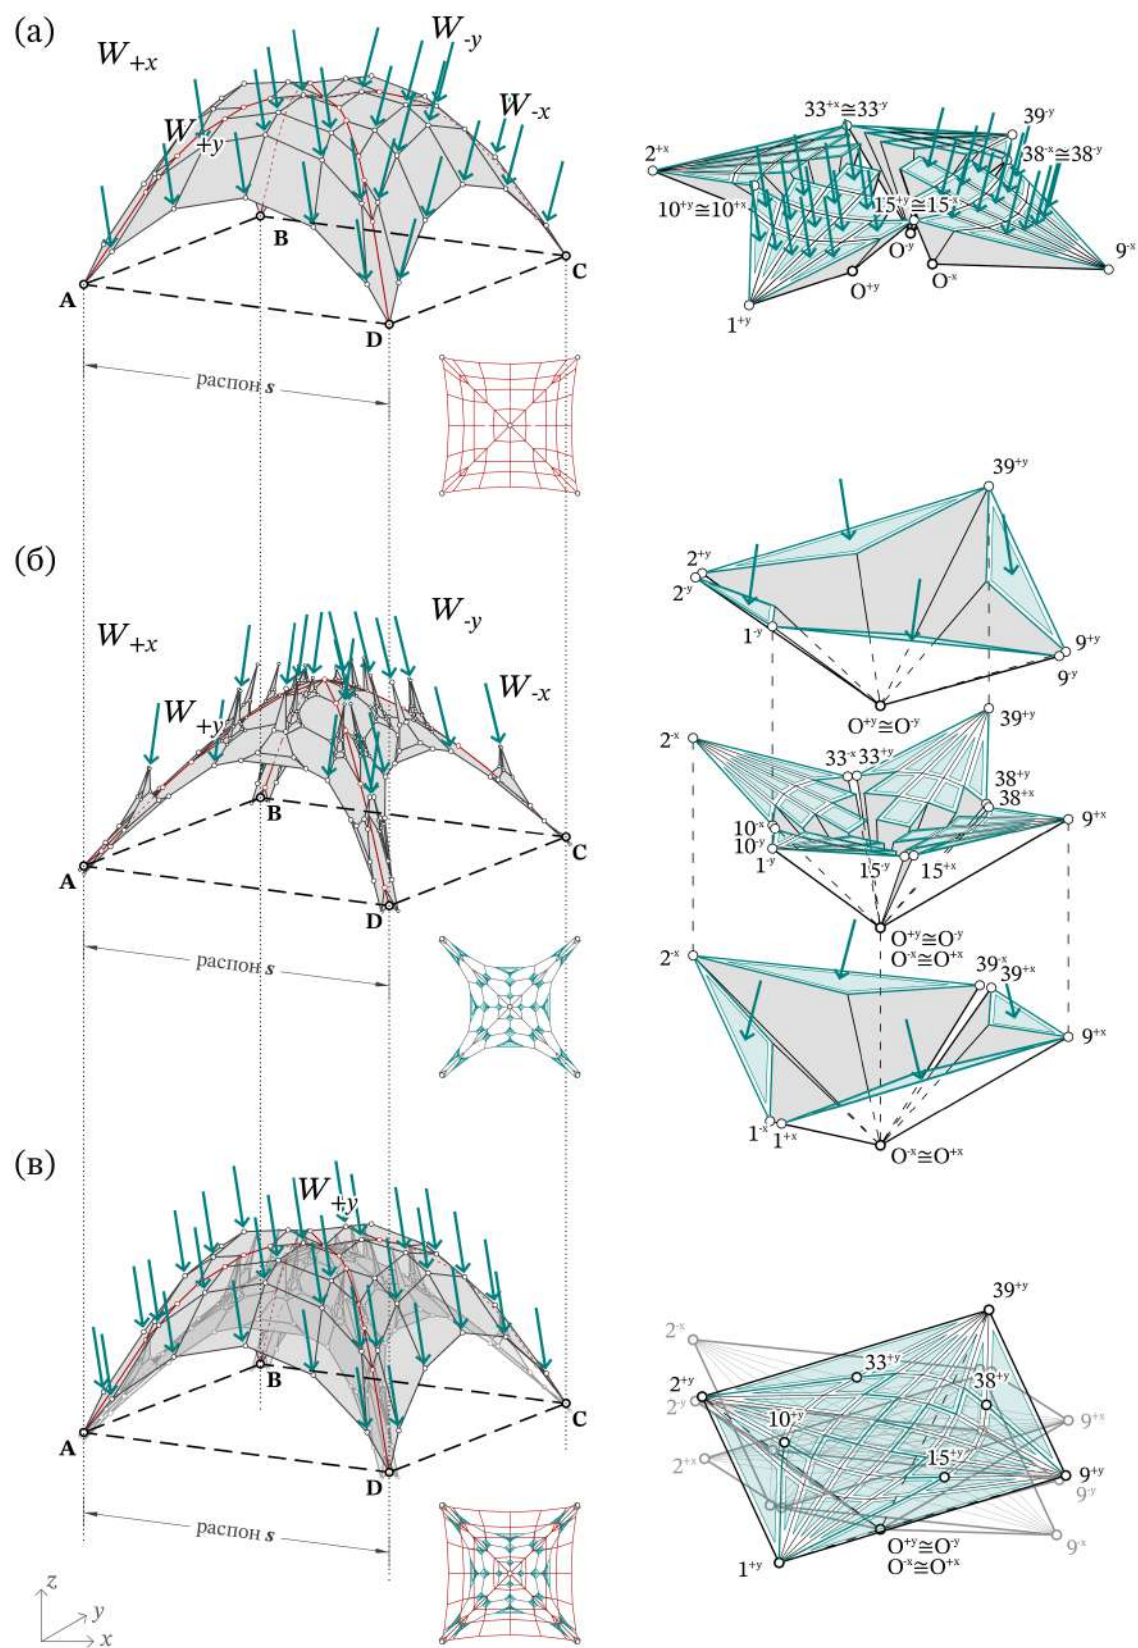 (а)
W+x
W-y
W+y
W-x
A
B
C
D
распон s
33+x≅33-y
39-y
2+x
38-x≅38-y
10+y≅10+x
15+y≅15-x
O-y
9-x
O+y
O-x
1+y
(б)
W+x
W-y
W+y
W-x
A
B
C
D
распон s
39+y
2+y
2-y
1-y
9+y
9-y
O+y≅O-y
39+y
2-x
33-x
33+y
38+y
38+x
10-x
10-y
1-y
9+x
15-y
15+x
O+y≅O-y
O-x≅O+x
2-x
39-x
39+x
9+x
1-x
1+x
O-x≅O+x
(в)
W+y
A
B
C
D
распон s
z
y
x
39+y
2-x
33+y
2+y
2-y
38+y
10+y
9+x
15+y
2+x
9+y
9-y
O+y≅O-y
O-x≅O+x
9-x
1+y